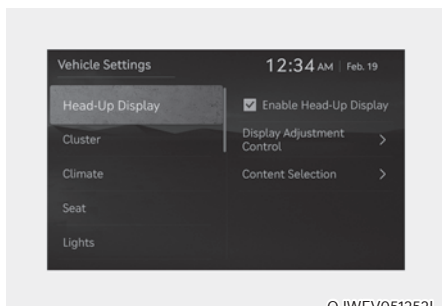 Vehicle Settings
12:34 AM | Feb. 19
Head-Up Display
Enable Head-Up Display
Cluster
Display Adjustment
Control
Climate
Content Selection
Seat
Lights